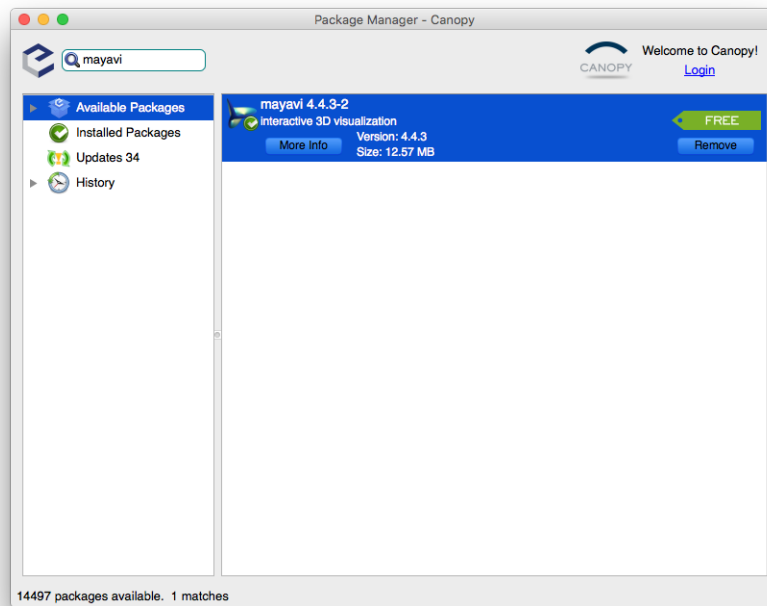 Package Manager - Canopy
mayavi
CANOPY
Welcome to Canopy!
Login
Available Packages
Installed Packages
Updates 34
History
mayavi 4.4.3-2
interactive 3D visualization
More Info
Version: 4.4.3
Size: 12.57 MB
FREE
Remove
14497 packages available. 1 matches